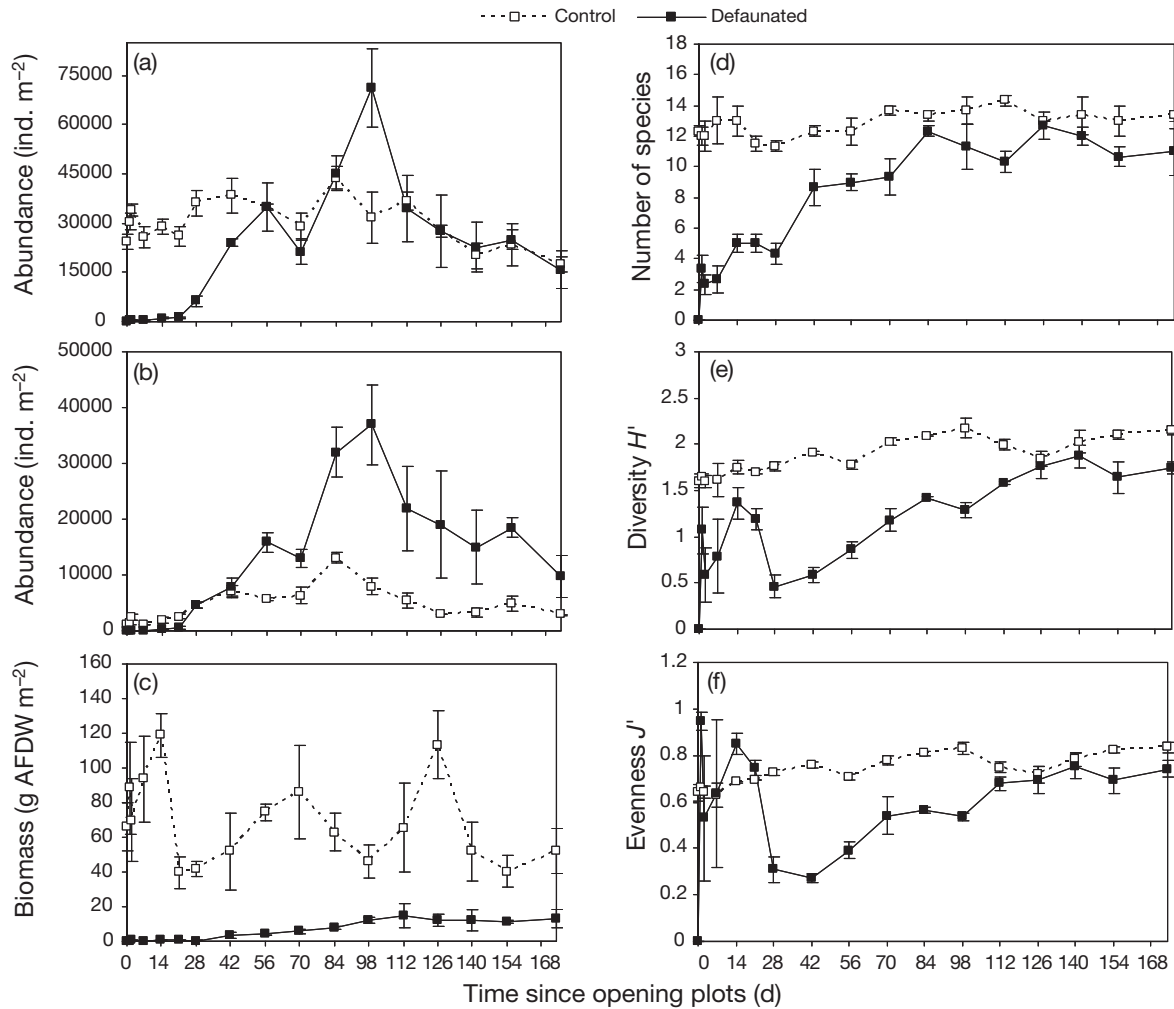 Control Defaunated
(a)
Abundance (ind. m⁻²)
75000
60000
45000
30000
15000
0
(b)
Abundance (ind. m⁻²)
50000
40000
30000
20000
10000
0
(c)
Biomass (g AFDW m⁻²)
160
140
120
100
80
60
40
20
0
0 14 28 42 56 70 84 98 112 126 140 154 168
(d)
Number of species
18
16
14
12
10
8
6
4
2
0
(e)
Diversity H'
3
2.5
2
1.5
1
0.5
0
(f)
Evenness J'
1.2
1
0.8
0.6
0.4
0.2
0
0 14 28 42 56 70 84 98 112 126 140 154 168
Time since opening plots (d)